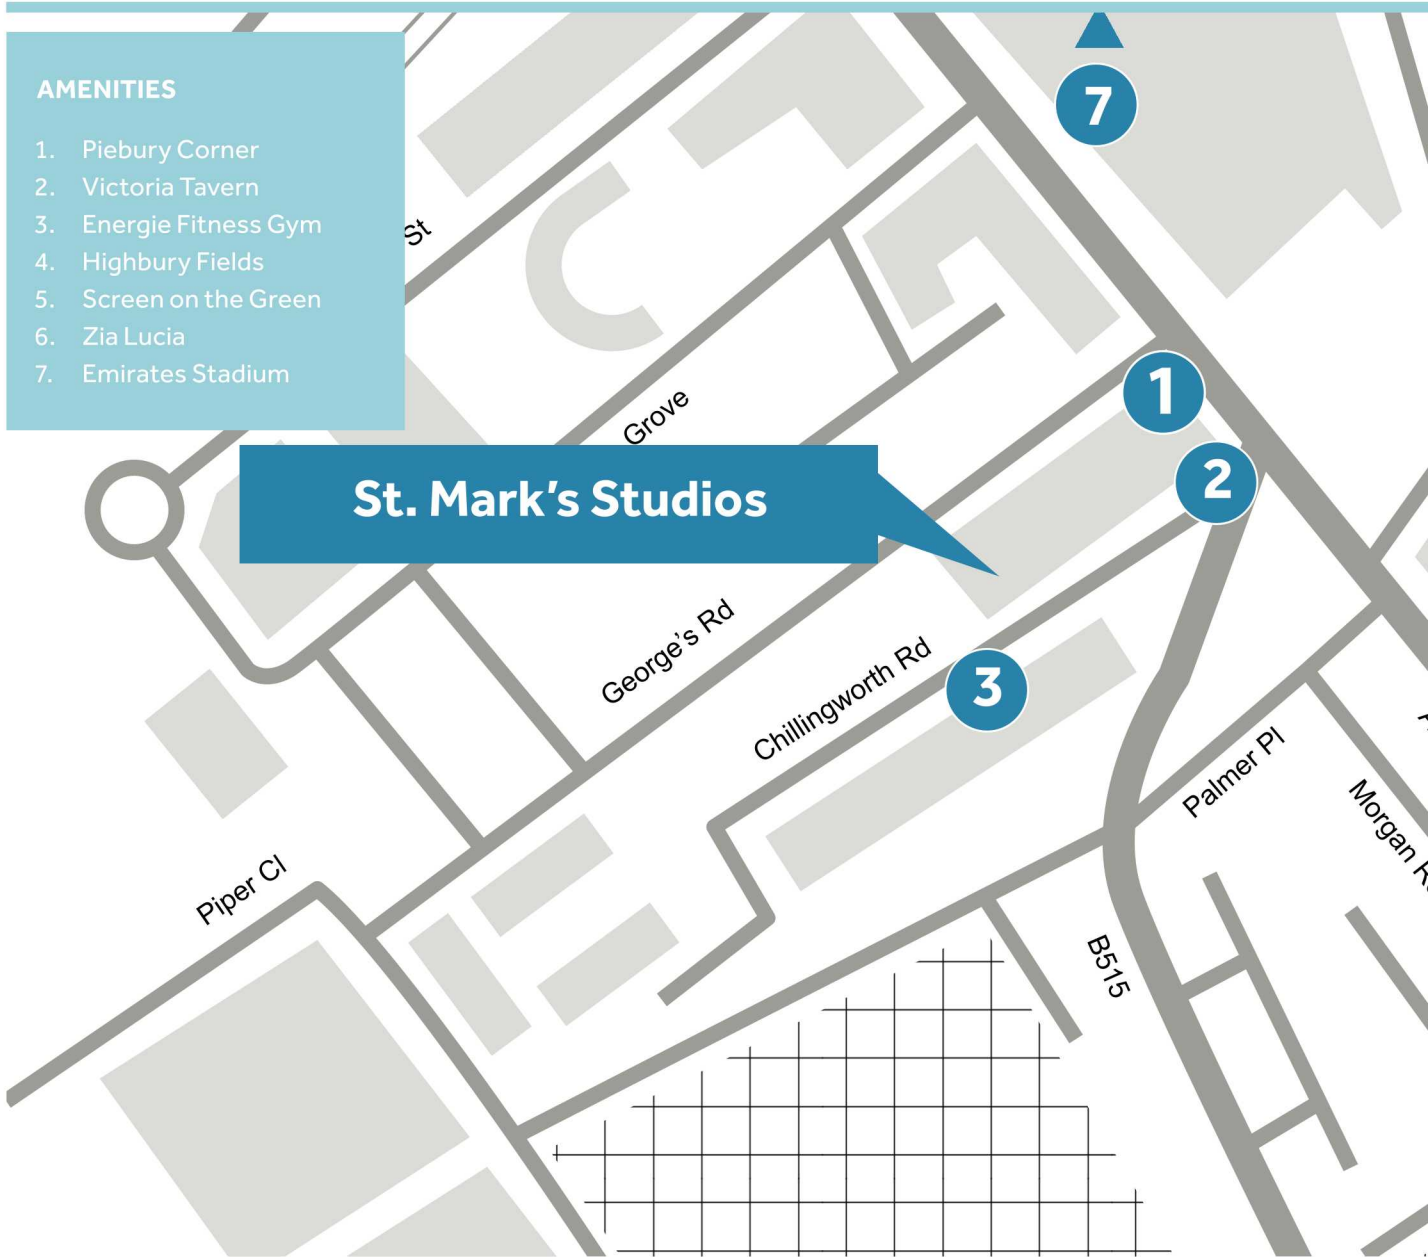 AMENITIES
1. Piebury Corner
2. Victoria Tavern
3. Energie Fitness Gym
4. Highbury Fields
5. Screen on the Green
6. Zia Lucia
7. Emirates Stadium
7
St
1
Grove
2
St. Mark's Studios
George's Rd
Chillingworth Rd
3
Palmer Pl
Morgan
Piper Cl
B515